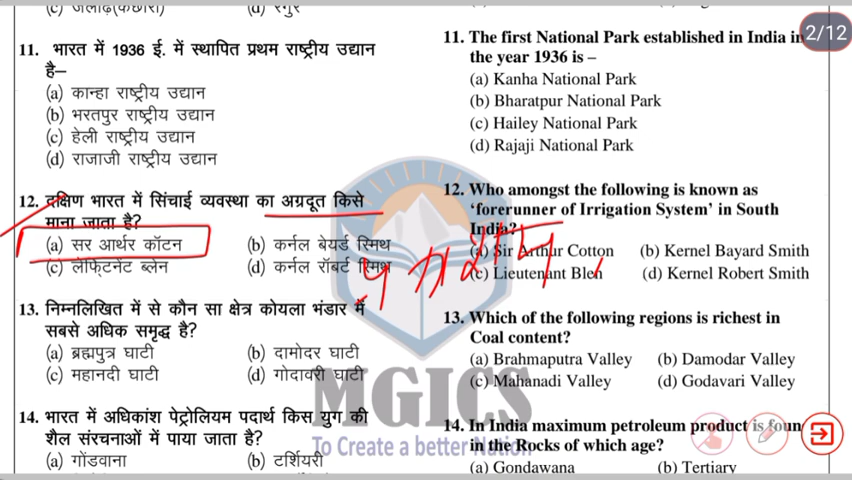 (c) जलोढ़(कछारी)
(d) रेगुर
11. भारत में 1936 ई. में स्थापित प्रथम राष्ट्रीय उद्यान
है–
(a) कान्हा राष्ट्रीय उद्यान
(b) भरतपुर राष्ट्रीय उद्यान
(c) हेली राष्ट्रीय उद्यान
(d) राजाजी राष्ट्रीय उद्यान
12. दक्षिण भारत में सिंचाई व्यवस्था का अग्रदूत किसे
माना जाता है?
(a) सर आर्थर कॉटन (b) कर्नल बेयर्ड स्मिथ
(c) लेफ्टिनेंट ब्लेन (d) कर्नल रॉबर्ट स्मिथ
13. निम्नलिखित में से कौन सा क्षेत्र कोयला भंडार में
सबसे अधिक समृद्ध है?
(a) ब्रह्मपुत्र घाटी (b) दामोदर घाटी
(c) महानदी घाटी (d) गोदावरी घाटी
14. भारत में अधिकांश पेट्रोलियम पदार्थ किस युग की
शैल संरचनाओं में पाया जाता है?
(a) गोंडवाना (b) टर्शियरी
11. The first National Park established in India in
the year 1936 is –
(a) Kanha National Park
(b) Bharatpur National Park
(c) Hailey National Park
(d) Rajaji National Park
12. Who amongst the following is known as
‘forerunner of Irrigation System’ in South
India?
(a) Sir Arthur Cotton (b) Kernel Bayard Smith
(c) Lieutenant Blen (d) Kernel Robert Smith
13. Which of the following regions is richest in
Coal content?
(a) Brahmaputra Valley (b) Damodar Valley
(c) Mahanadi Valley (d) Godavari Valley
14. In India maximum petroleum product is foun
in the Rocks of which age?
(a) Gondawana (b) Tertiary
2/12
MGICS
To Create a better Nation